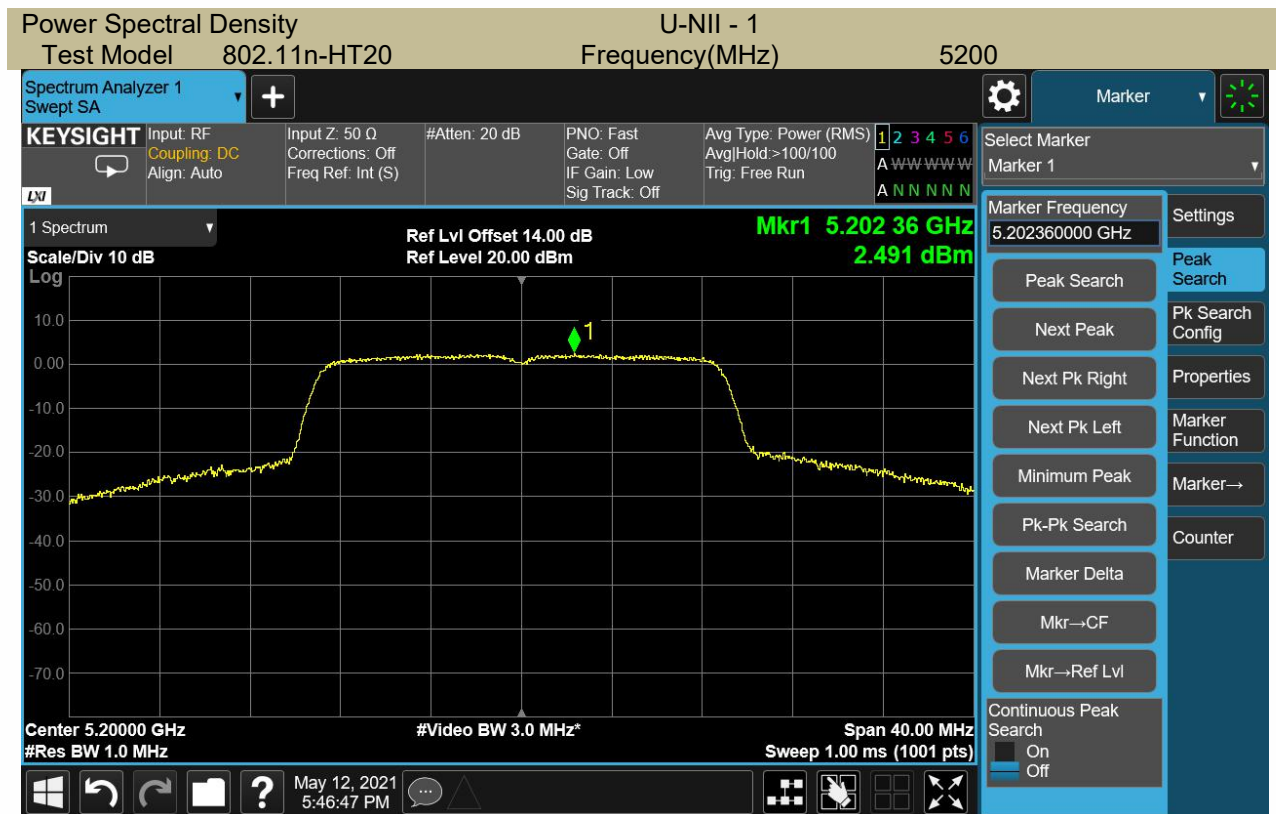 Power Spectral Density U-NII - 1
Test Model 802.11n-HT20 Frequency(MHz) 5200
Spectrum Analyzer 1
Swept SA
+
Marker
KEYSIGHT
LXI
Input: RF
Coupling: DC
Align: Auto
Input Z: 50 Ω
Corrections: Off
Freq Ref: Int (S)
#Atten: 20 dB
PNO: Fast
Gate: Off
IF Gain: Low
Sig Track: Off
Avg Type: Power (RMS)
Avg|Hold:>100/100
Trig: Free Run
1 2 3 4 5 6
A W W W W W
A N N N N N
Select Marker
Marker 1
1 Spectrum
Scale/Div 10 dB
Log
Ref Lvl Offset 14.00 dB
Ref Level 20.00 dBm
Mkr1 5.202 36 GHz
2.491 dBm
10.0
0.00
-10.0
-20.0
-30.0
-40.0
-50.0
-60.0
-70.0
1
Center 5.20000 GHz
#Res BW 1.0 MHz
#Video BW 3.0 MHz*
Span 40.00 MHz
Sweep 1.00 ms (1001 pts)
Marker Frequency
5.202360000 GHz
Peak Search
Next Peak
Next Pk Right
Next Pk Left
Minimum Peak
Pk-Pk Search
Marker Delta
Mkr→CF
Mkr→Ref Lvl
Continuous Peak
Search
On
Off
Settings
Peak
Search
Pk Search
Config
Properties
Marker
Function
Marker→
Counter
?
May 12, 2021
5:46:47 PM